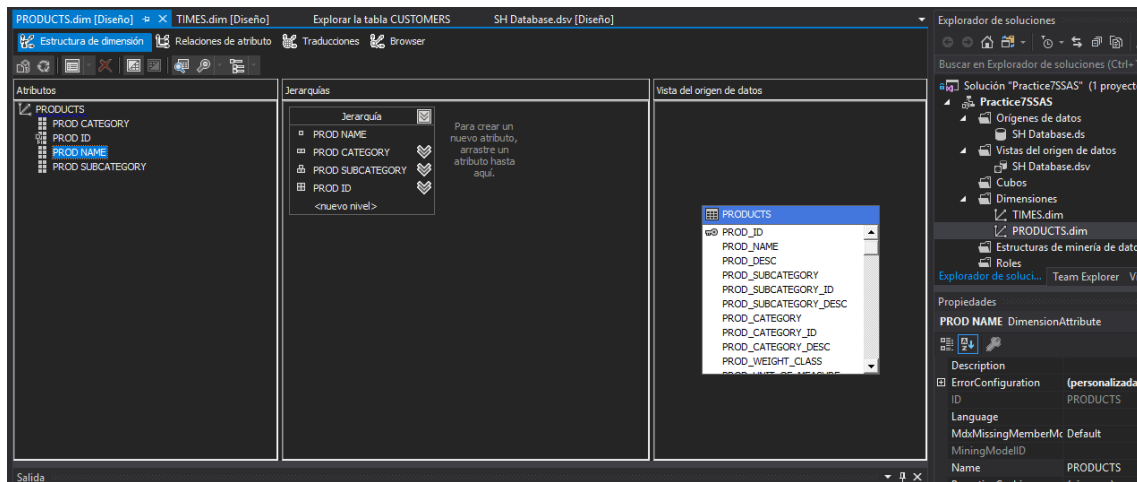 PRODUCTS.dim [Diseño] TIMES.dim [Diseño] Explorar la tabla CUSTOMERS SH Database.dsv [Diseño]
Estructura de dimensión Relaciones de atributo Traducciones Browser
Atributos
PRODUCTS
PROD CATEGORY
PROD ID
PROD NAME
PROD SUBCATEGORY
Jerarquías
Jerarquía
PROD NAME
PROD CATEGORY
PROD SUBCATEGORY
PROD ID
<nuevo nivel>
Para crear un
nuevo atributo,
arrastre un
atributo hasta
aquí.
Vista del origen de datos
PRODUCTS
PROD_ID
PROD_NAME
PROD_DESC
PROD_SUBCATEGORY
PROD_SUBCATEGORY_ID
PROD_SUBCATEGORY_DESC
PROD_CATEGORY
PROD_CATEGORY_ID
PROD_CATEGORY_DESC
PROD_WEIGHT_CLASS
PROD_UNIT_OF_MEASURE
Salida
Explorador de soluciones
Buscar en Explorador de soluciones (Ctrl+
Solución "Practice7SSAS" (1 proyect
Practice7SSAS
Orígenes de datos
SH Database.ds
Vistas del origen de datos
SH Database.dsv
Cubos
Dimensiones
TIMES.dim
PRODUCTS.dim
Estructuras de minería de dato
Roles
Explorador de soluci... Team Explorer Vi
Propiedades
PROD NAME DimensionAttribute
Description
ErrorConfiguration (personalizada
ID PRODUCTS
Language
MdxMissingMemberMc Default
MiningModelID
Name PRODUCTS